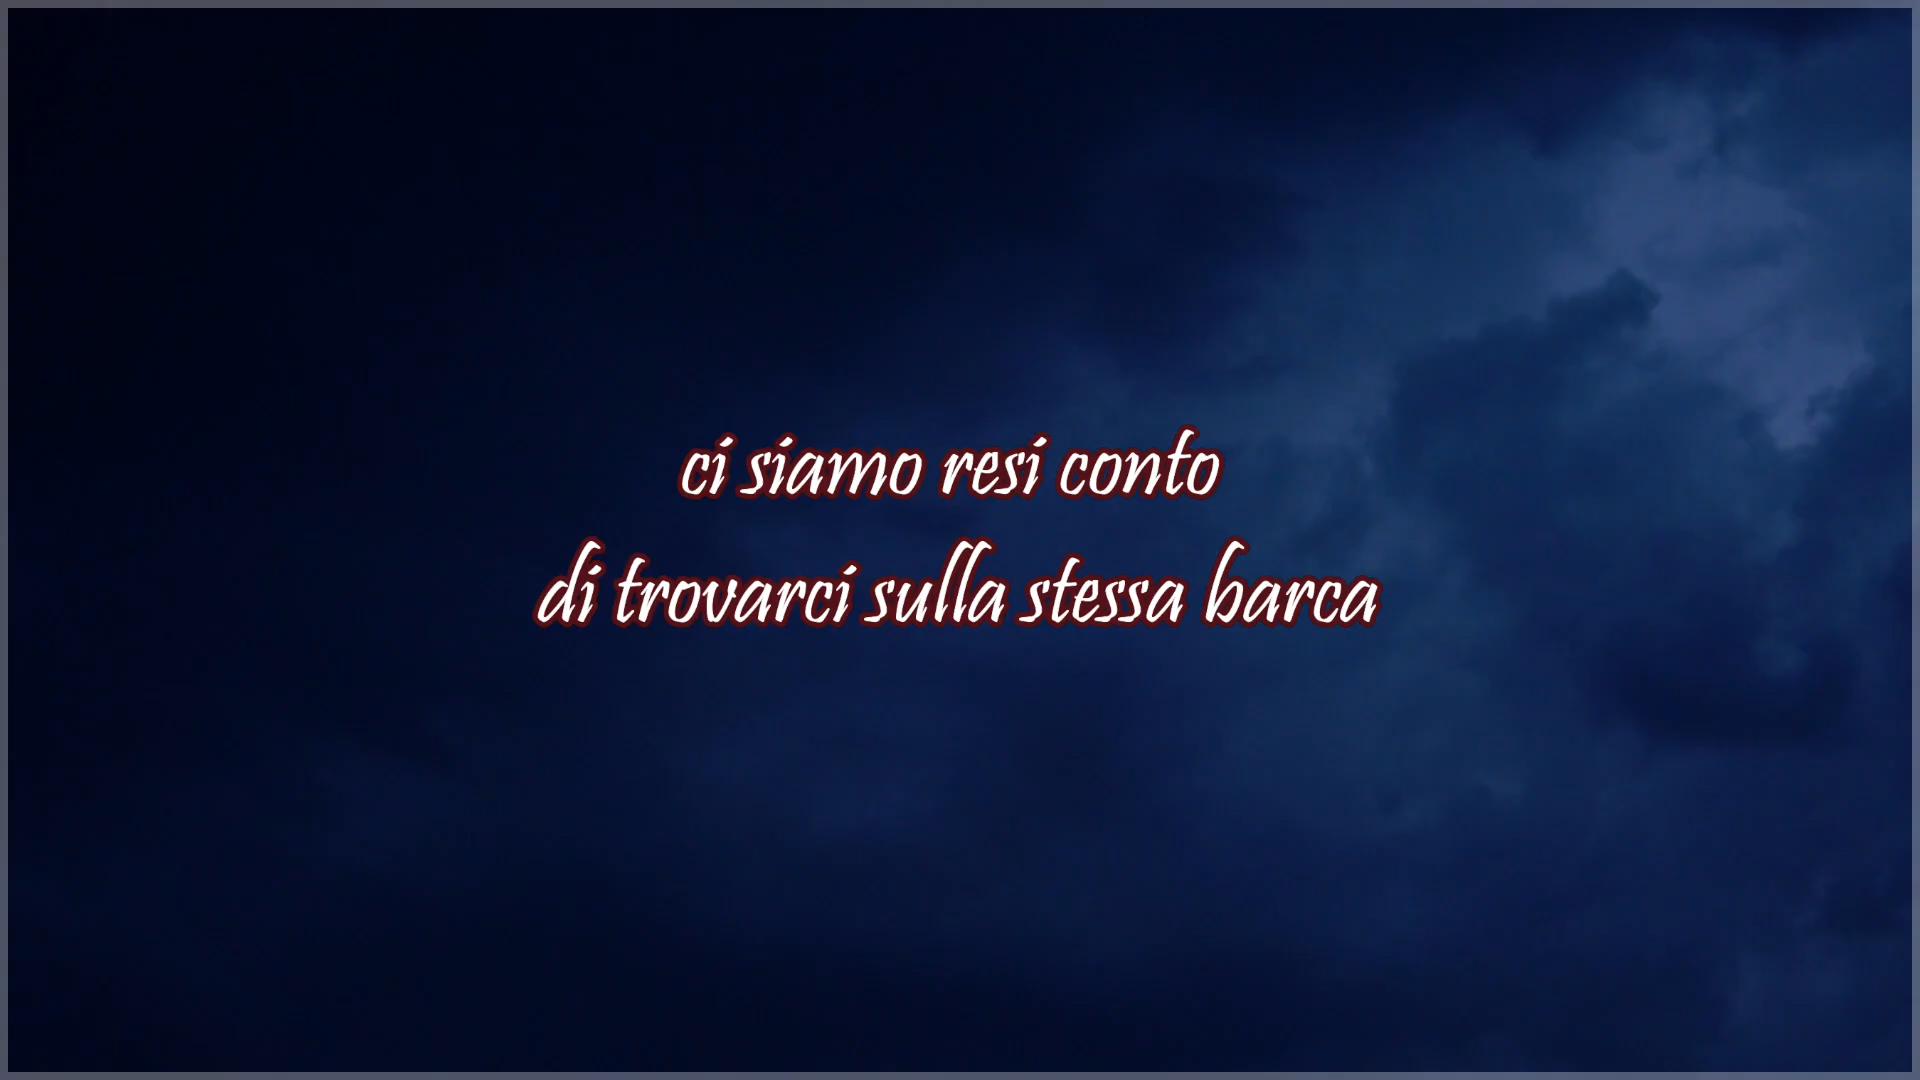 ci siamo resi conto
di trovarci sulla stessa barca